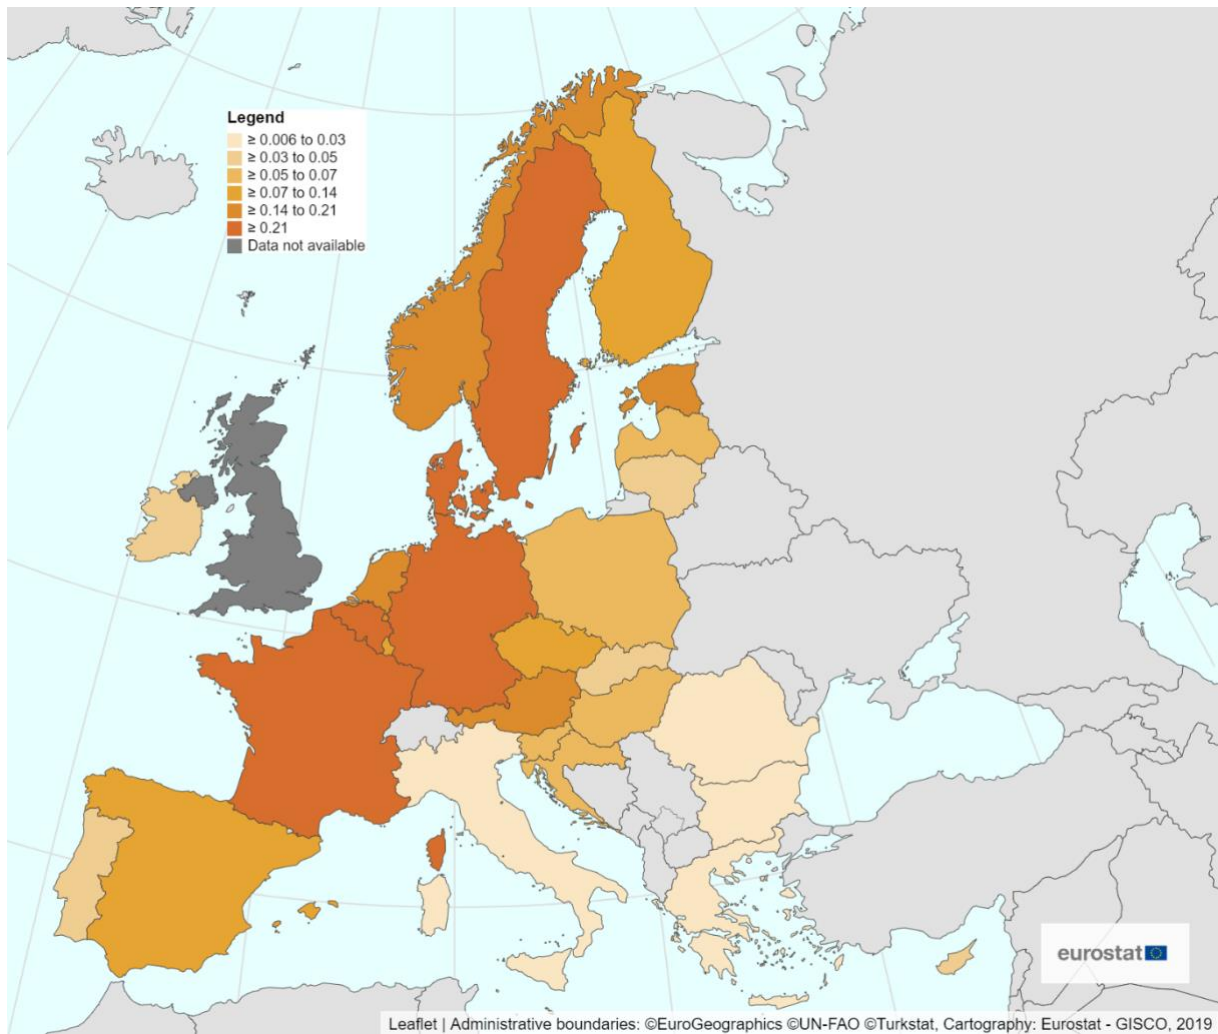 Legend
≥ 0.006 to 0.03
≥ 0.03 to 0.05
≥ 0.05 to 0.07
≥ 0.07 to 0.14
≥ 0.14 to 0.21
≥ 0.21
Data not available
eurostat
Leaflet | Administrative boundaries: ©EuroGeographics ©UN-FAO ©Turkstat, Cartography: Eurostat - GISCO, 2019